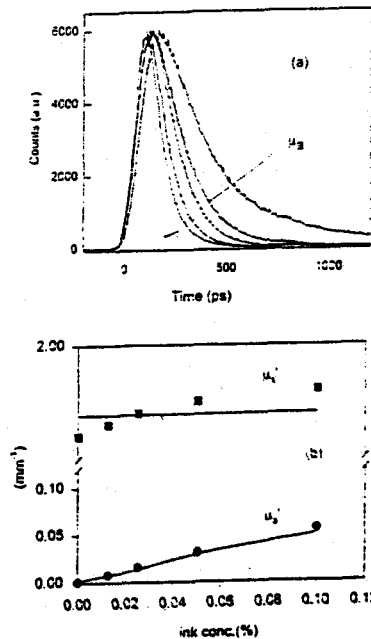 6000
(a)
4000
μa
2000
0
Counts (a.u.)
0 500 1000
Time (ps)
2.00
μs'
(b)
0.10
μa'
0.05
0.00
(mm⁻¹)
0.00 0.02 0.04 0.06 0.08 0.10
ink conc.(%)